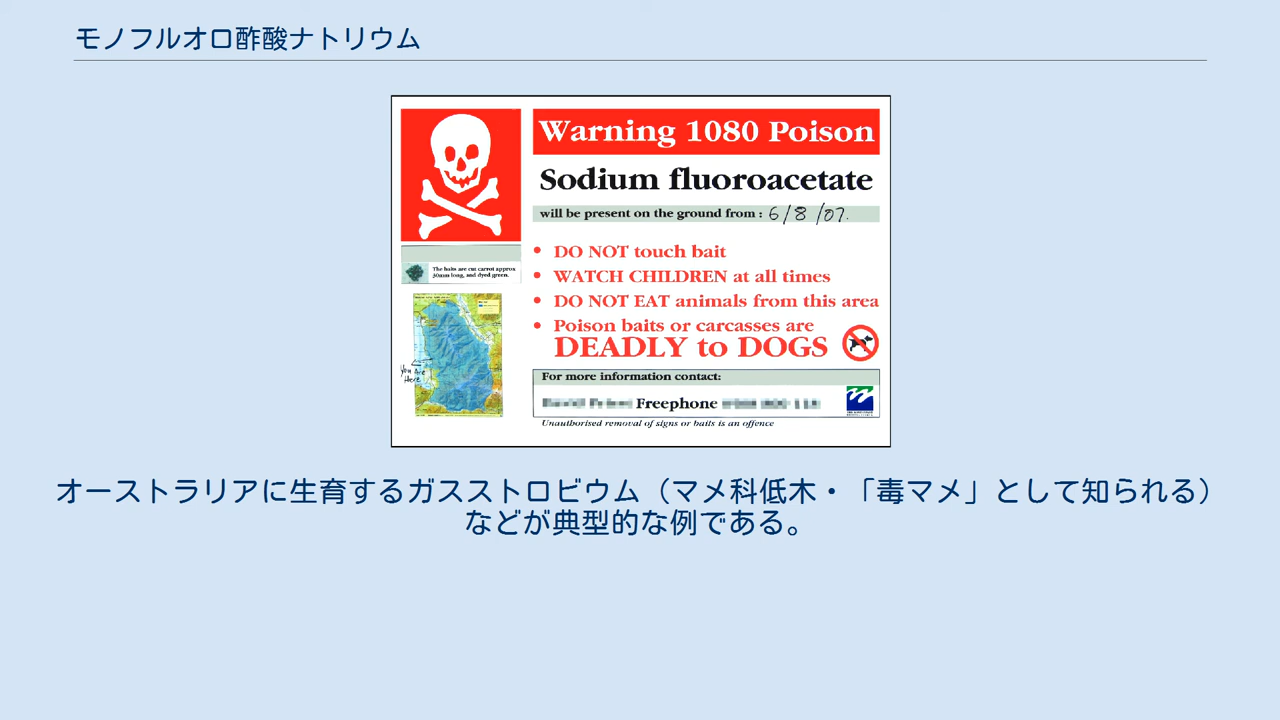 モノフルオロ酢酸ナトリウム
Warning 1080 Poison
Sodium fluoroacetate
will be present on the ground from : 6/8/07.
• DO NOT touch bait
• WATCH CHILDREN at all times
• DO NOT EAT animals from this area
• Poison baits or carcasses are
DEADLY to DOGS
The baits are cut carrot approx
30mm long, and dyed green.
You Are
Here
For more information contact:
Freephone
Unauthorised removal of signs or baits is an offence
オーストラリアに生育するガスストロビウム（マメ科低木・「毒マメ」として知られる）
などが典型的な例である。